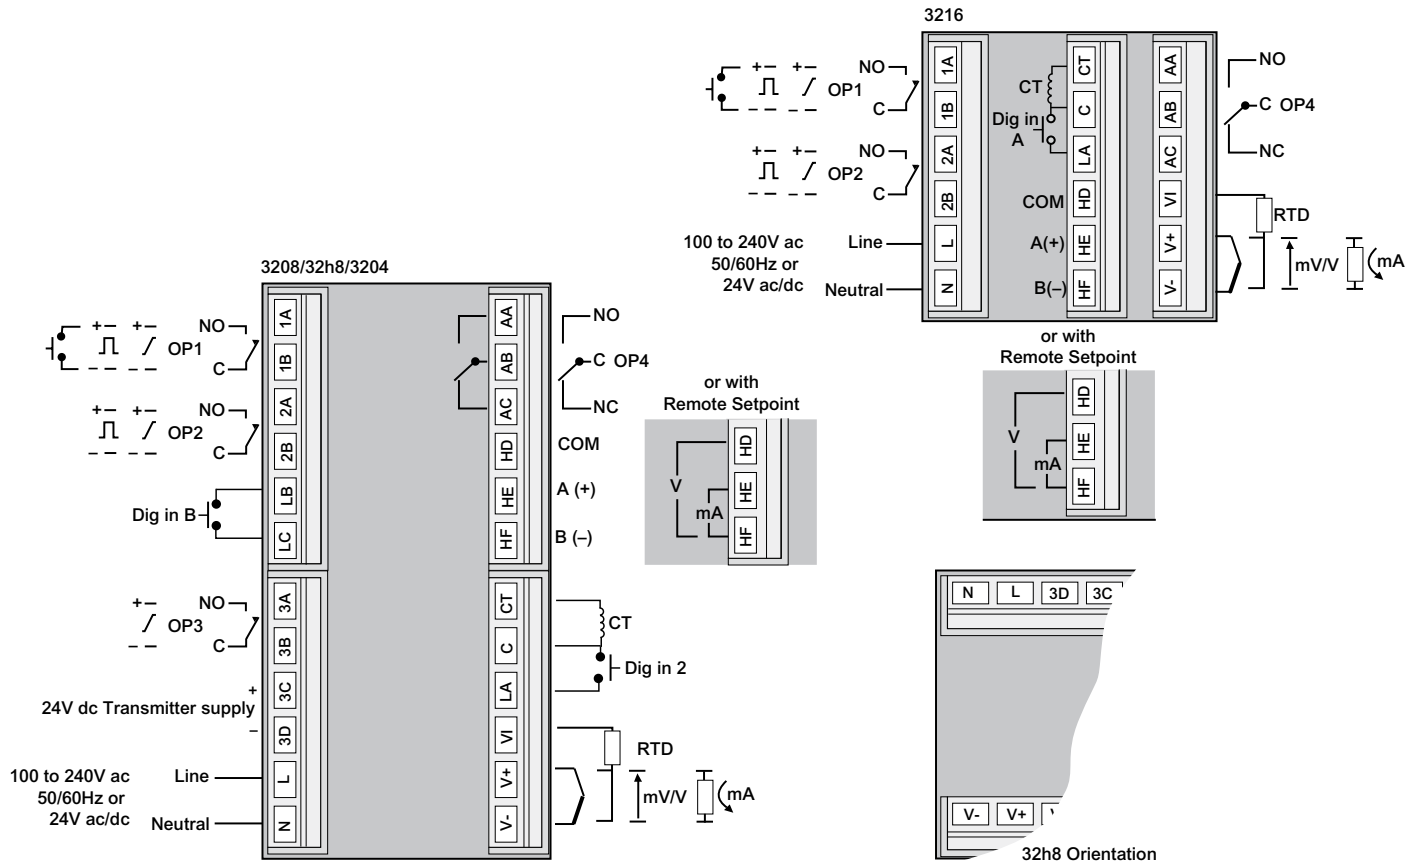 3216
NO
OP1
C
NO
OP2
C
100 to 240V ac
50/60Hz or
24V ac/dc
Line
Neutral
1A
1B
2A
2B
L
N
CT
Dig in
A
COM
A(+)
B(–)
CT
C
LA
HD
HE
HF
AA
AB
AC
VI
V+
V-
NO
C OP4
NC
RTD
mV/V
mA
or with
Remote Setpoint
V
mA
HD
HE
HF
3208/32h8/3204
NO
OP1
C
NO
OP2
C
Dig in B
NO
OP3
C
+
24V dc Transmitter supply
–
100 to 240V ac
50/60Hz or
24V ac/dc
Line
Neutral
1A
1B
2A
2B
LB
LC
3A
3B
3C
3D
L
N
AA
AB
AC
HD
HE
HF
CT
C
LA
VI
V+
V-
NO
C OP4
NC
COM
A (+)
B (–)
CT
Dig in 2
RTD
mV/V
mA
or with
Remote Setpoint
V
mA
HD
HE
HF
N L 3D 3C
V- V+
32h8 Orientation